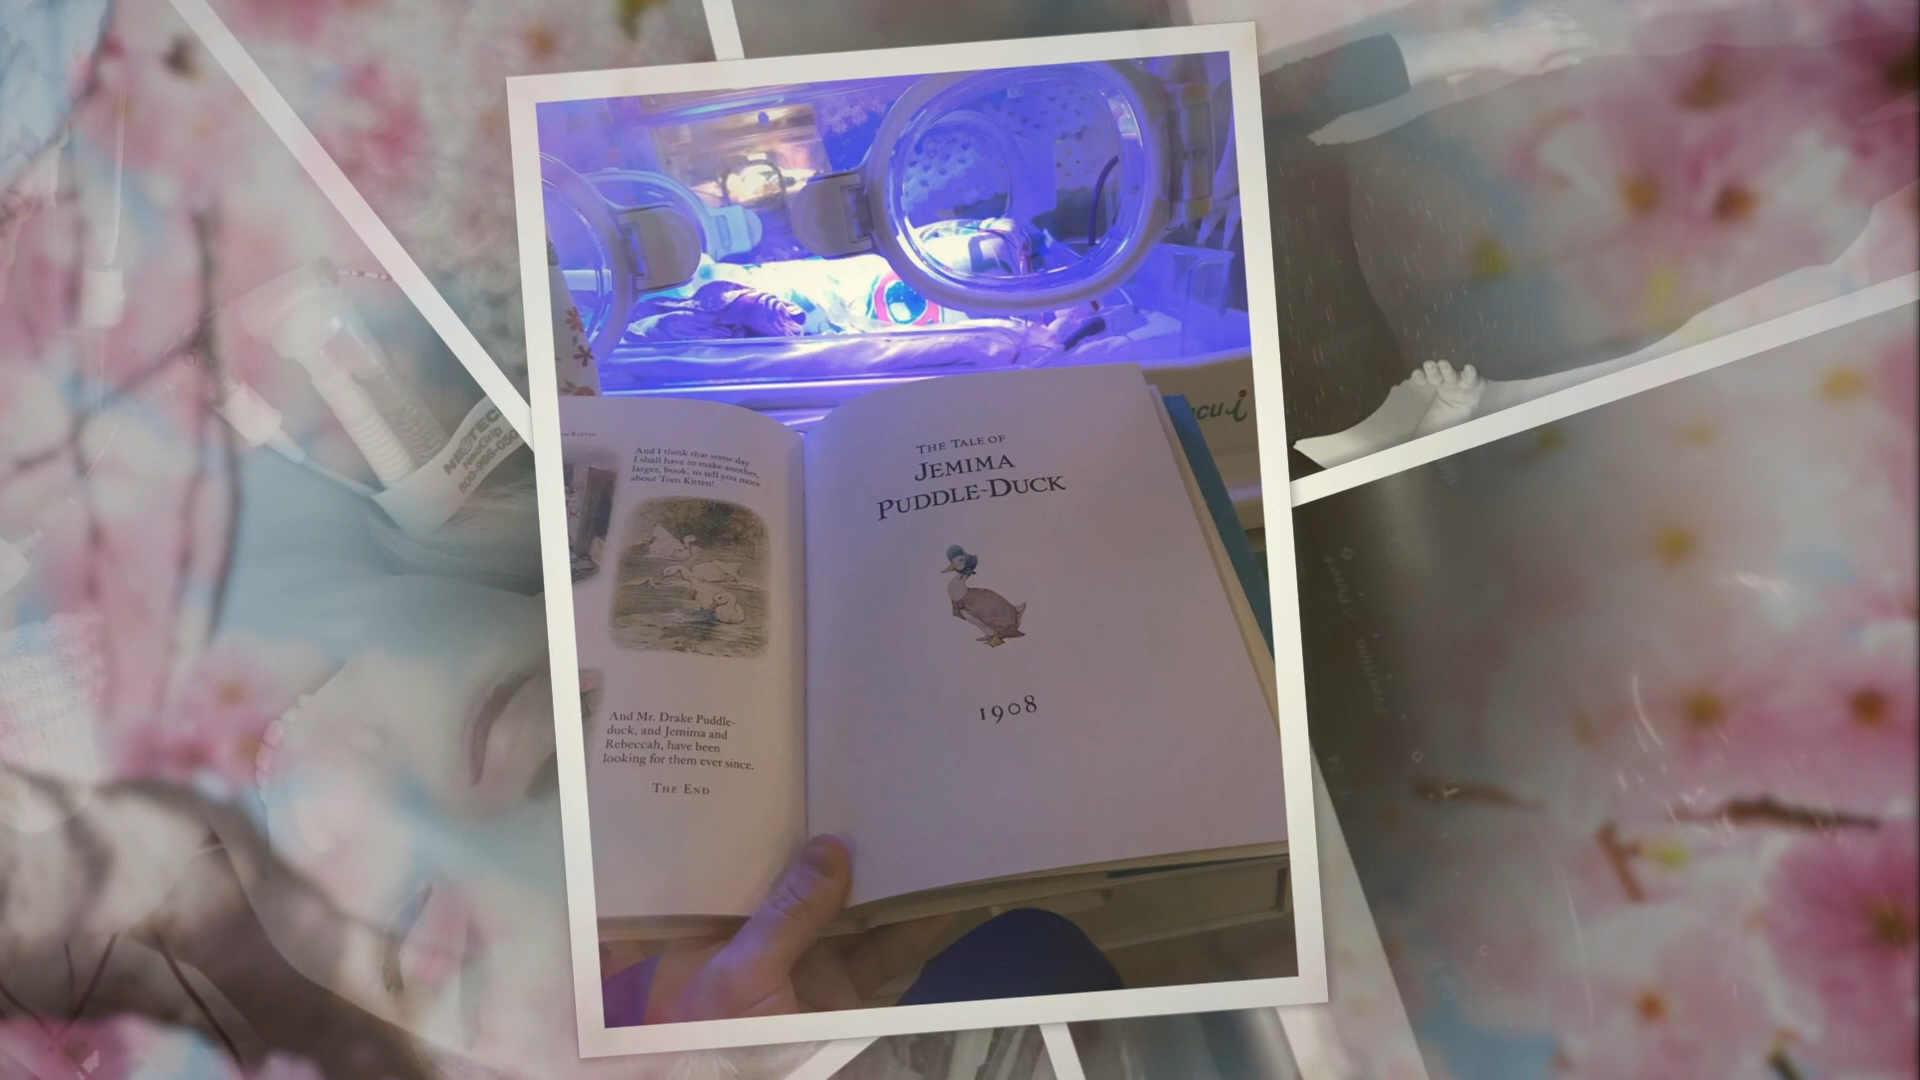 And I think that some day
I shall have to make another,
larger, book, to tell you more
about Tom Kitten!
And Mr. Drake Puddle-
duck, and Jemima and
Rebeccah, have been
looking for them ever since.
THE END
THE TALE OF
JEMIMA
PUDDLE-DUCK
1908
NEOTECH
NeoGrip